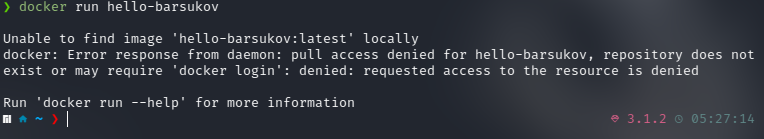 ❯ docker run hello-barsukov
Unable to find image 'hello-barsukov:latest' locally
docker: Error response from daemon: pull access denied for hello-barsukov, repository does not
exist or may require 'docker login': denied: requested access to the resource is denied
Run 'docker run --help' for more information
~ ❯ 3.1.2 05:27:14